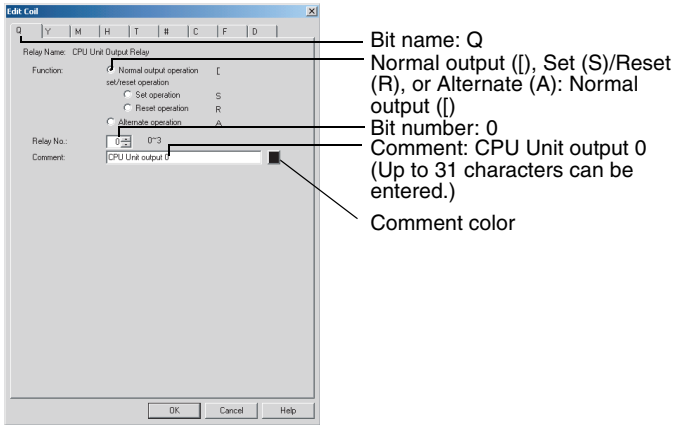 Edit Coil
Q Y M H T # C F D
Relay Name: CPU Unit Output Relay
Function: Normal output operation [
set/reset operation
Set operation S
Reset operation R
Alternate operation A
Relay No.: 0 0~3
Comment: CPU Unit output 0
OK Cancel Help
Bit name: Q
Normal output ([), Set (S)/Reset
(R), or Alternate (A): Normal
output ([)
Bit number: 0
Comment: CPU Unit output 0
(Up to 31 characters can be
entered.)
Comment color